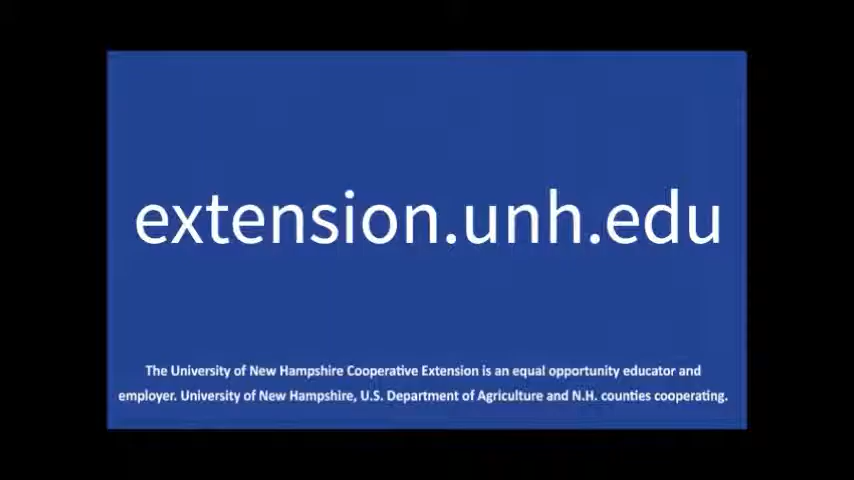 extension.unh.edu
The University of New Hampshire Cooperative Extension is an equal opportunity educator and
employer. University of New Hampshire, U.S. Department of Agriculture and N.H. counties cooperating.